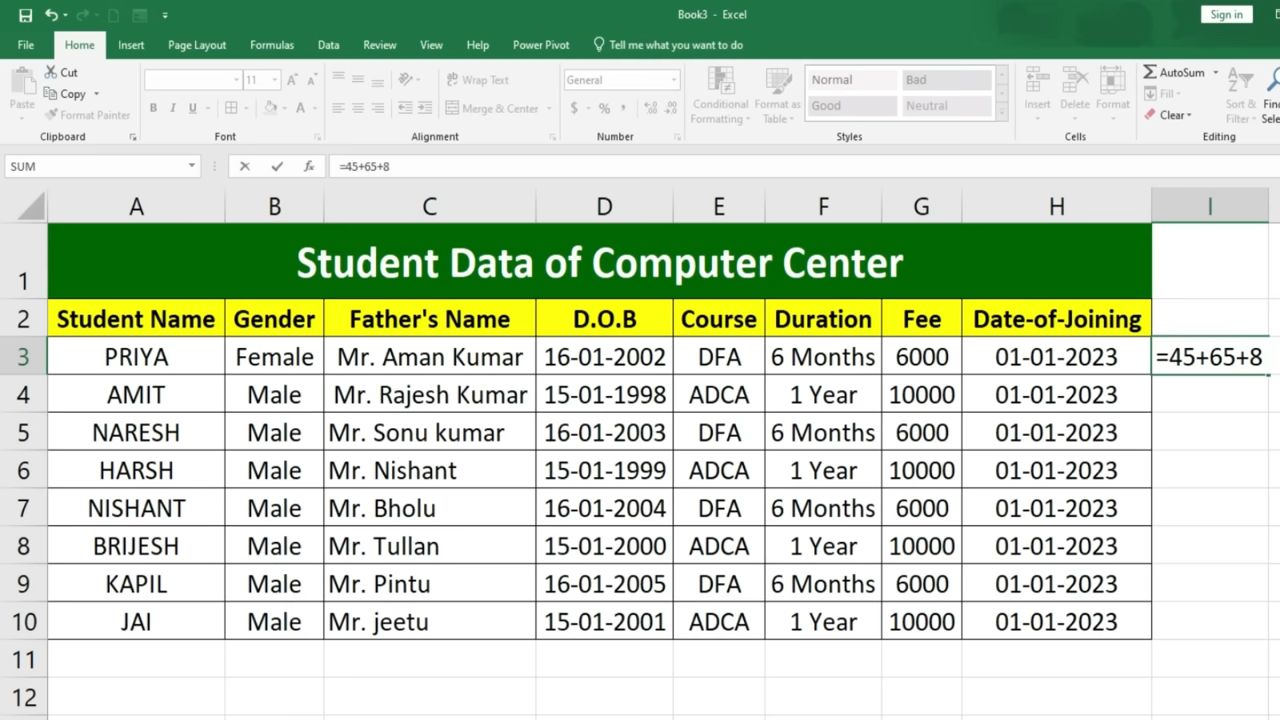 Book3 - Excel
Sign in
File Home Insert Page Layout Formulas Data Review View Help Power Pivot Tell me what you want to do
Paste Cut Copy Format Painter Clipboard
11 B I U A Font
Wrap Text Merge & Center Alignment
General $ % , Number
Conditional Formatting Format as Table Normal Bad Good Neutral Styles
Insert Delete Format Cells
AutoSum Fill Clear Sort & Filter Editing
SUM fx =45+65+8
A B C D E F G H I
1 Student Data of Computer Center
2 Student Name Gender Father's Name D.O.B Course Duration Fee Date-of-Joining
3 PRIYA Female Mr. Aman Kumar 16-01-2002 DFA 6 Months 6000 01-01-2023 =45+65+8
4 AMIT Male Mr. Rajesh Kumar 15-01-1998 ADCA 1 Year 10000 01-01-2023
5 NARESH Male Mr. Sonu kumar 16-01-2003 DFA 6 Months 6000 01-01-2023
6 HARSH Male Mr. Nishant 15-01-1999 ADCA 1 Year 10000 01-01-2023
7 NISHANT Male Mr. Bholu 16-01-2004 DFA 6 Months 6000 01-01-2023
8 BRIJESH Male Mr. Tullan 15-01-2000 ADCA 1 Year 10000 01-01-2023
9 KAPIL Male Mr. Pintu 16-01-2005 DFA 6 Months 6000 01-01-2023
10 JAI Male Mr. jeetu 15-01-2001 ADCA 1 Year 10000 01-01-2023
11
12